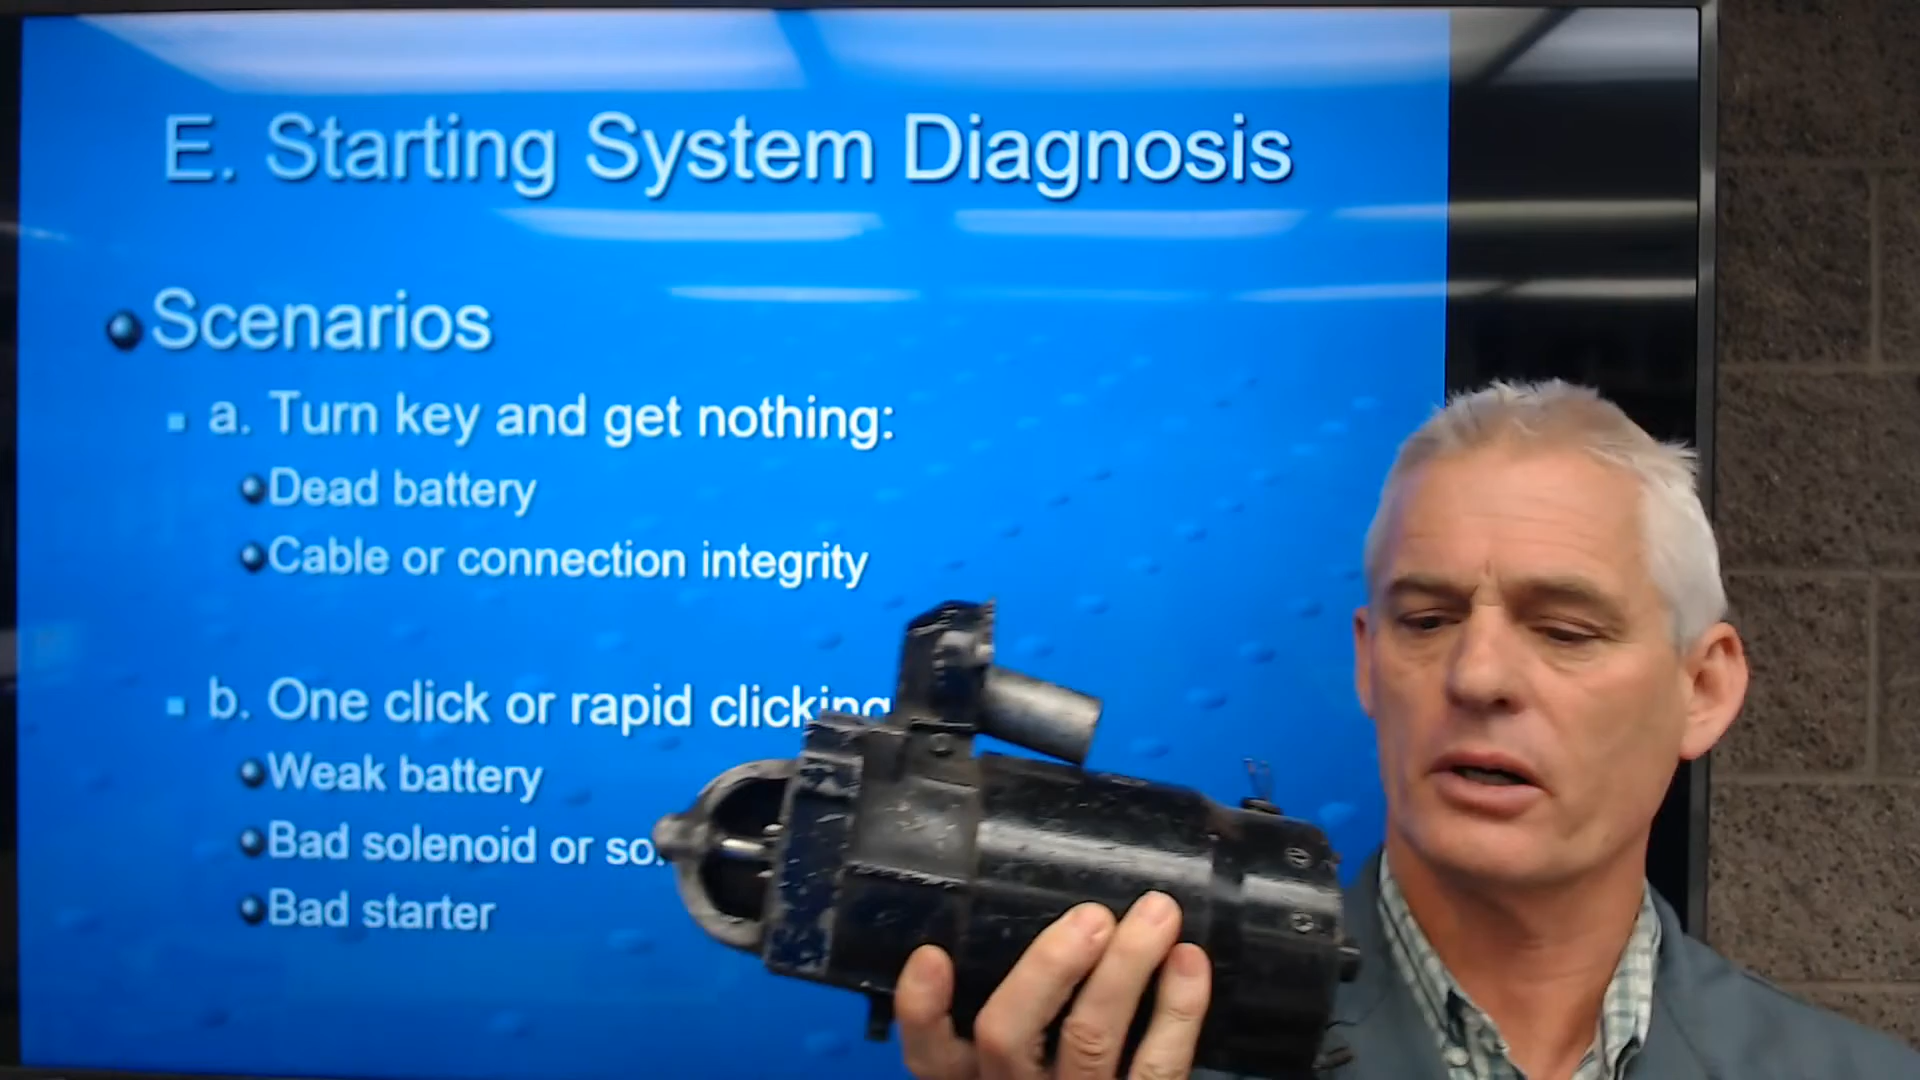 E. Starting System Diagnosis
Scenarios
a. Turn key and get nothing:
Dead battery
Cable or connection integrity
b. One click or rapid clicking
Weak battery
Bad solenoid or
Bad starter